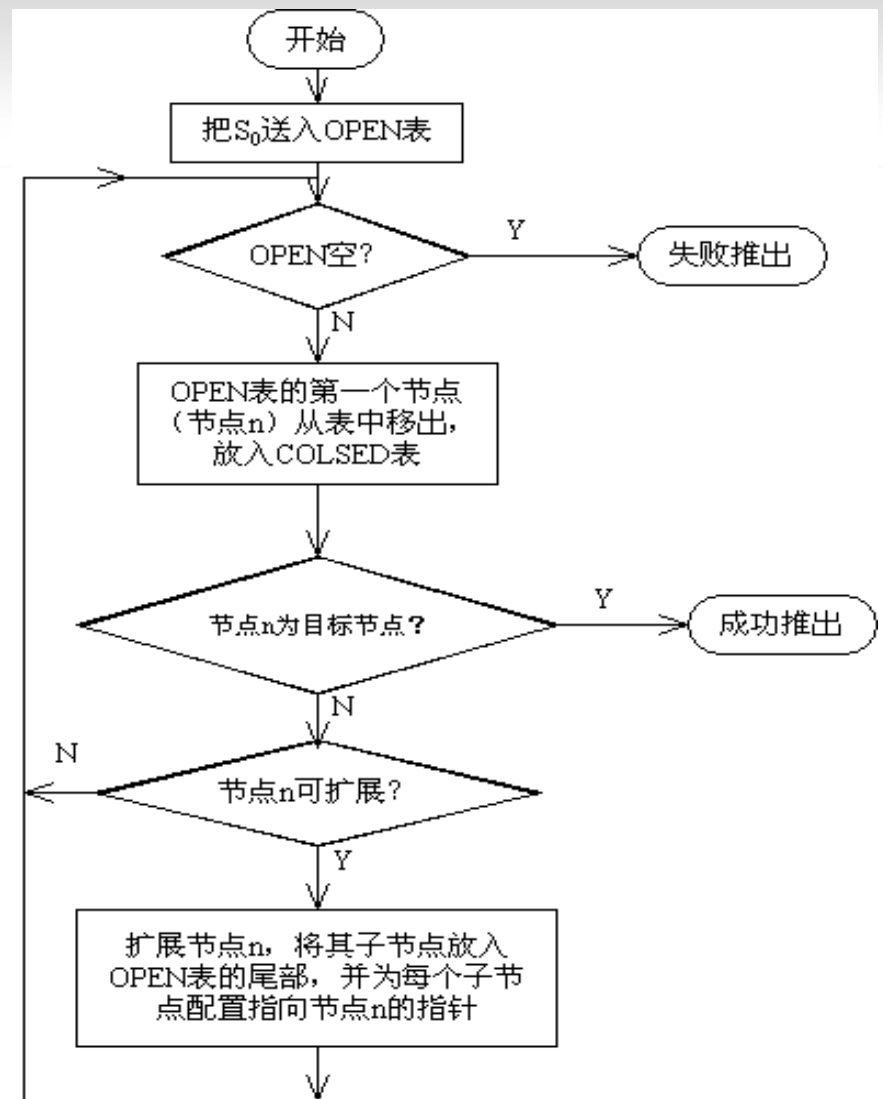 开始
把S₀送入OPEN表
OPEN空?
Y
失败推出
N
OPEN表的第一个节点
（节点n）从表中移出，
放入COLSED表
节点n为目标节点?
Y
成功推出
N
N
节点n可扩展?
Y
扩展节点n，将其子节点放入
OPEN表的尾部，并为每个子节
点配置指向节点n的指针